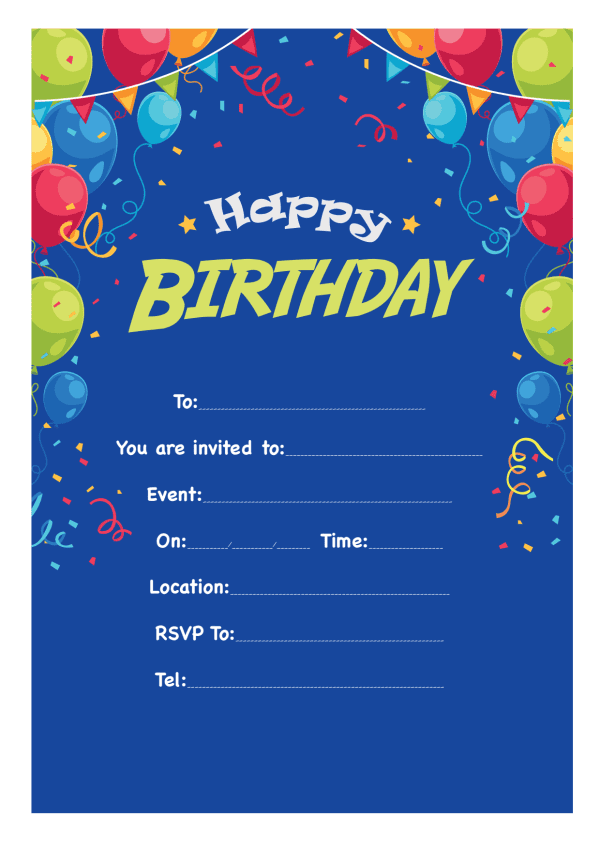 Happy
BIRTHDAY
To:
You are invited to:
Event:
On: / / Time:
Location:
RSVP To:
Tel: